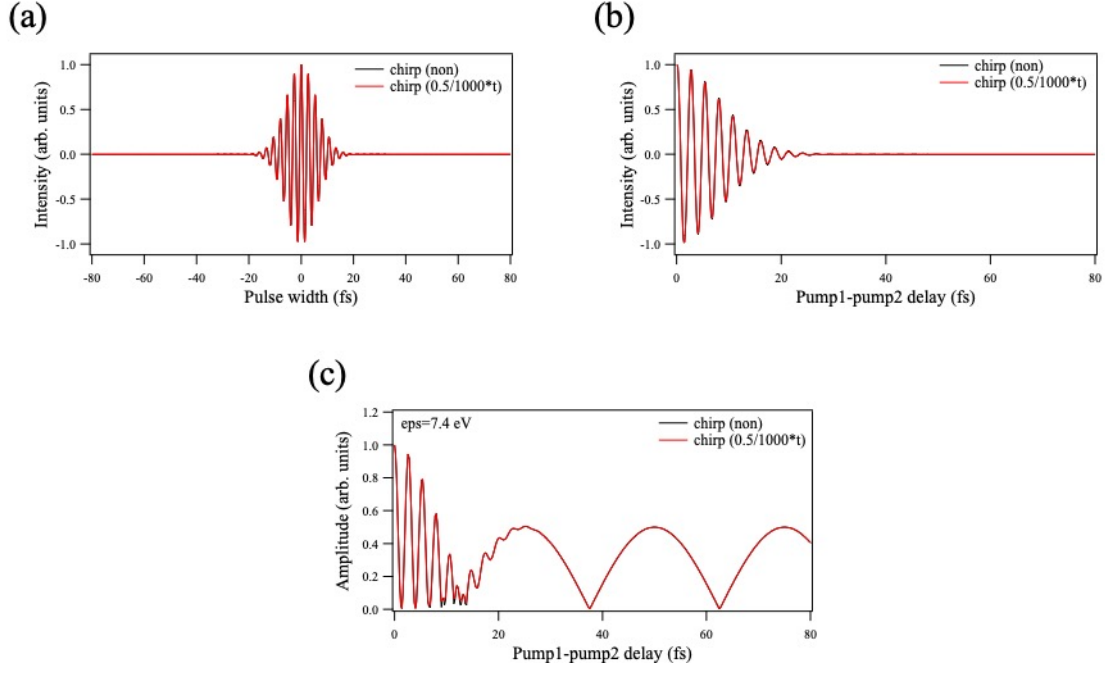 (a)
(b)
1.0
0.5
0.0
-0.5
-1.0
Intensity (arb. units)
chirp (non)
chirp (0.5/1000*t)
-80
-60
-40
-20
0
20
40
60
80
Pulse width (fs)
1.0
0.5
0.0
-0.5
-1.0
Intensity (arb. units)
chirp (non)
chirp (0.5/1000*t)
0
20
40
60
80
Pump1-pump2 delay (fs)
(c)
1.2
1.0
0.8
0.6
0.4
0.2
0.0
Amplitude (arb. units)
eps=7.4 eV
chirp (non)
chirp (0.5/1000*t)
0
20
40
60
80
Pump1-pump2 delay (fs)